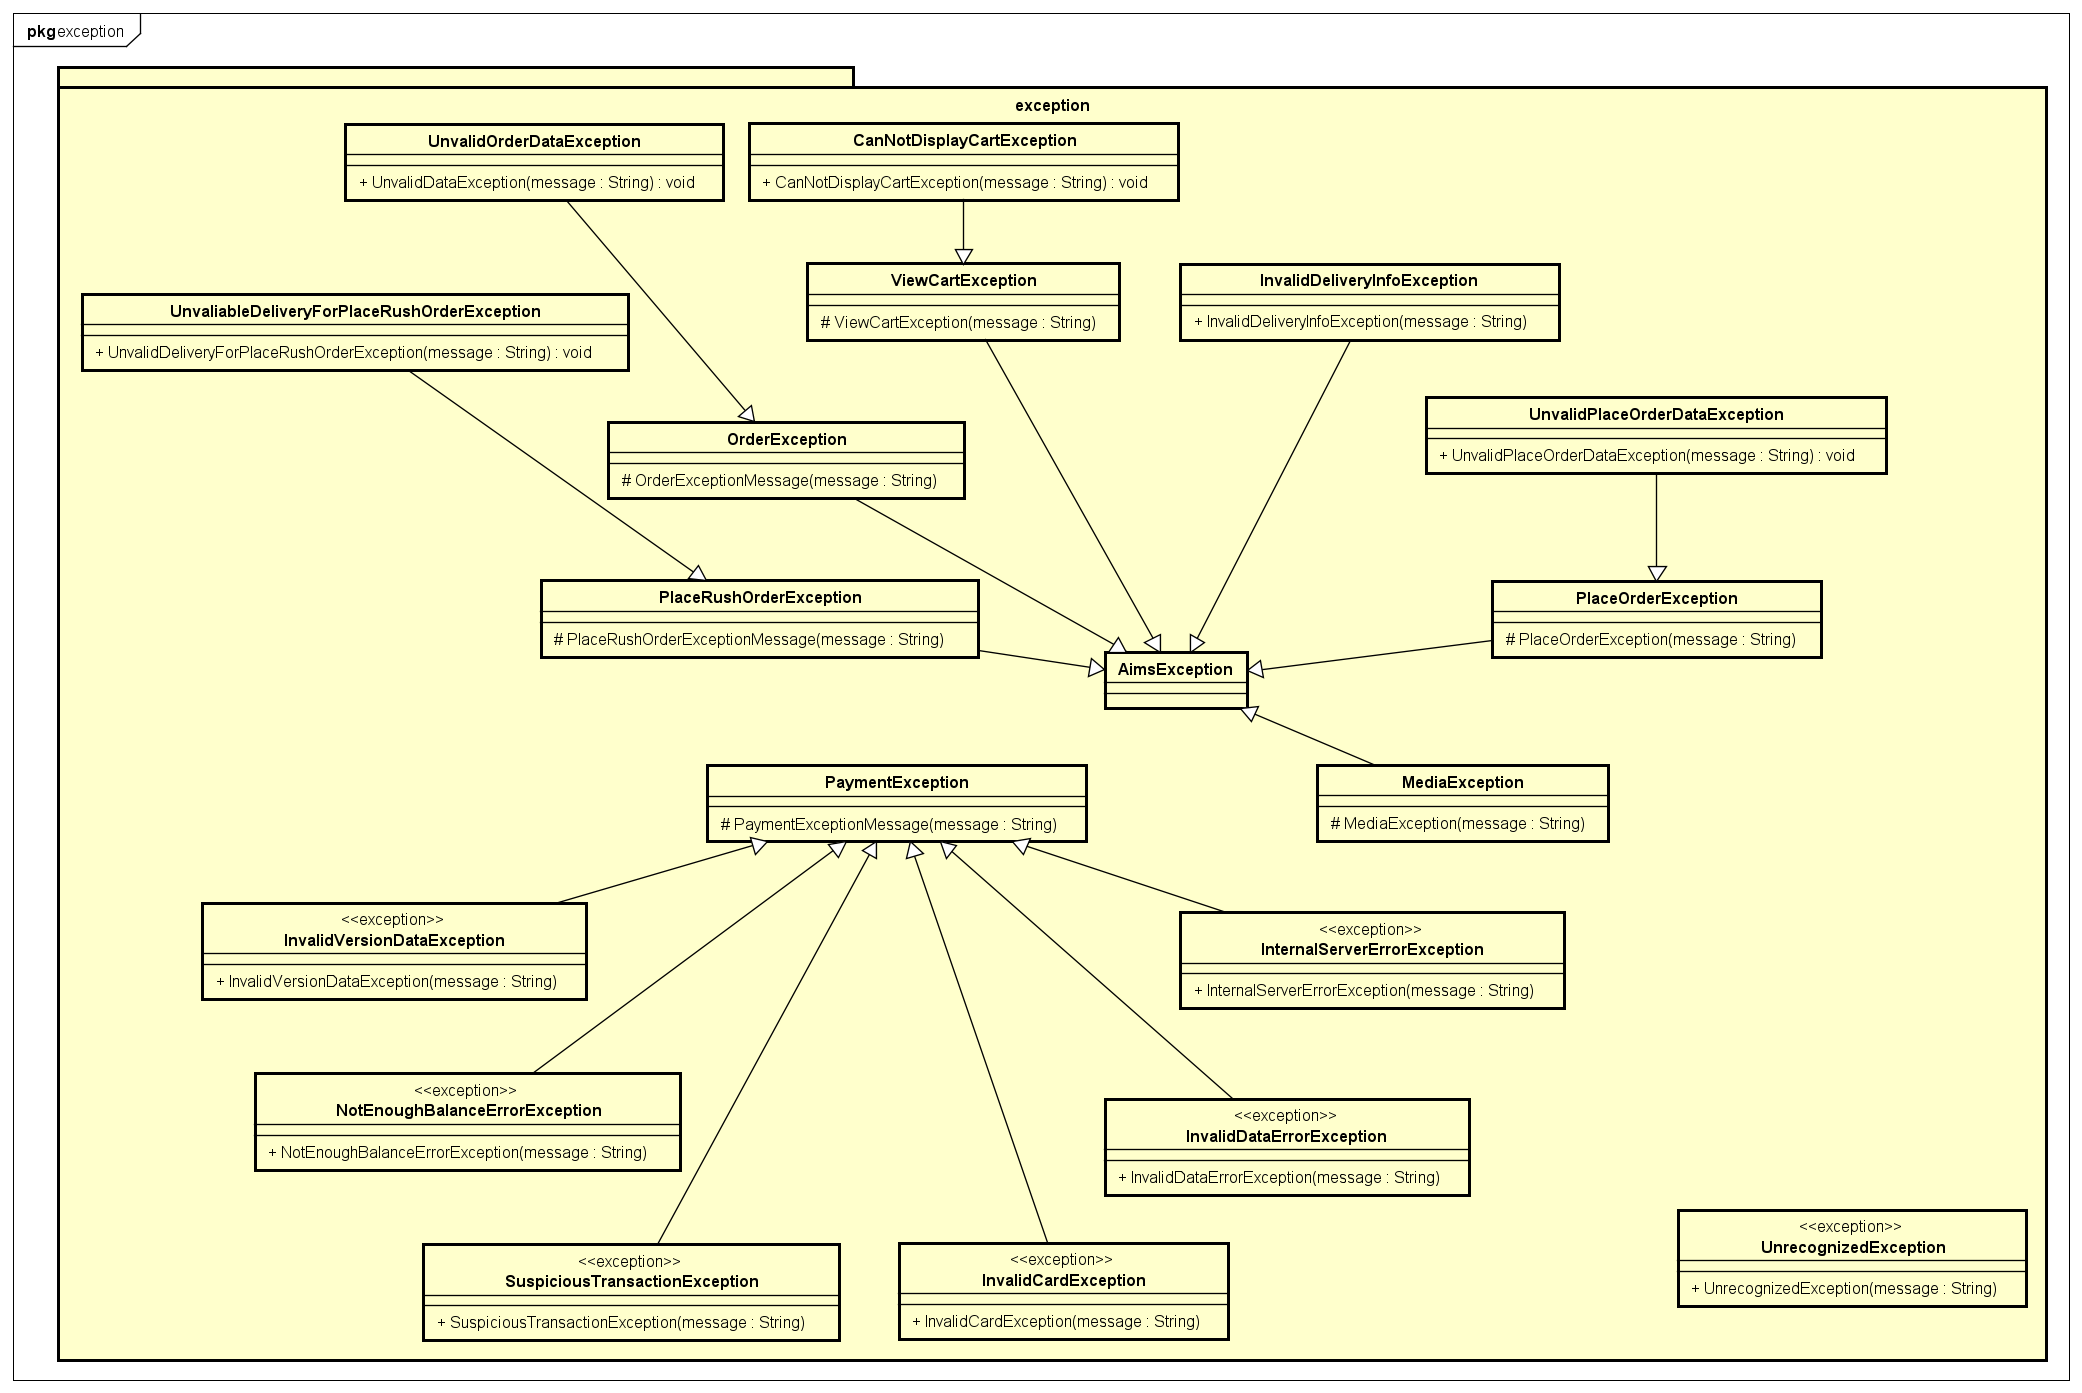 pkg exception
exception
UnvalidOrderDataException
+ UnvalidDataException(message : String) : void
CanNotDisplayCartException
+ CanNotDisplayCartException(message : String) : void
ViewCartException
# ViewCartException(message : String)
InvalidDeliveryInfoException
+ InvalidDeliveryInfoException(message : String)
UnvaliableDeliveryForPlaceRushOrderException
+ UnvalidDeliveryForPlaceRushOrderException(message : String) : void
OrderException
# OrderExceptionMessage(message : String)
UnvalidPlaceOrderDataException
+ UnvalidPlaceOrderDataException(message : String) : void
PlaceRushOrderException
# PlaceRushOrderExceptionMessage(message : String)
PlaceOrderException
# PlaceOrderException(message : String)
AimsException
PaymentException
# PaymentExceptionMessage(message : String)
MediaException
# MediaException(message : String)
<<exception>>
InvalidVersionDataException
+ InvalidVersionDataException(message : String)
<<exception>>
InternalServerErrorException
+ InternalServerErrorException(message : String)
<<exception>>
NotEnoughBalanceErrorException
+ NotEnoughBalanceErrorException(message : String)
<<exception>>
InvalidDataErrorException
+ InvalidDataErrorException(message : String)
<<exception>>
SuspiciousTransactionException
+ SuspiciousTransactionException(message : String)
<<exception>>
InvalidCardException
+ InvalidCardException(message : String)
<<exception>>
UnrecognizedException
+ UnrecognizedException(message : String)